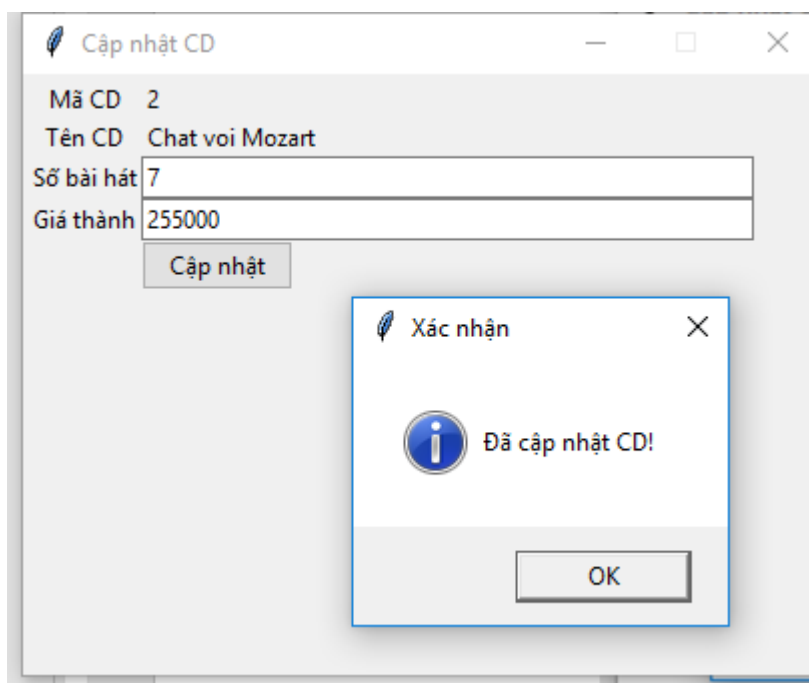 Cập nhật CD
Mã CD 2
Tên CD Chat voi Mozart
Số bài hát 7
Giá thành 255000
Cập nhật
Xác nhận
Đã cập nhật CD!
OK